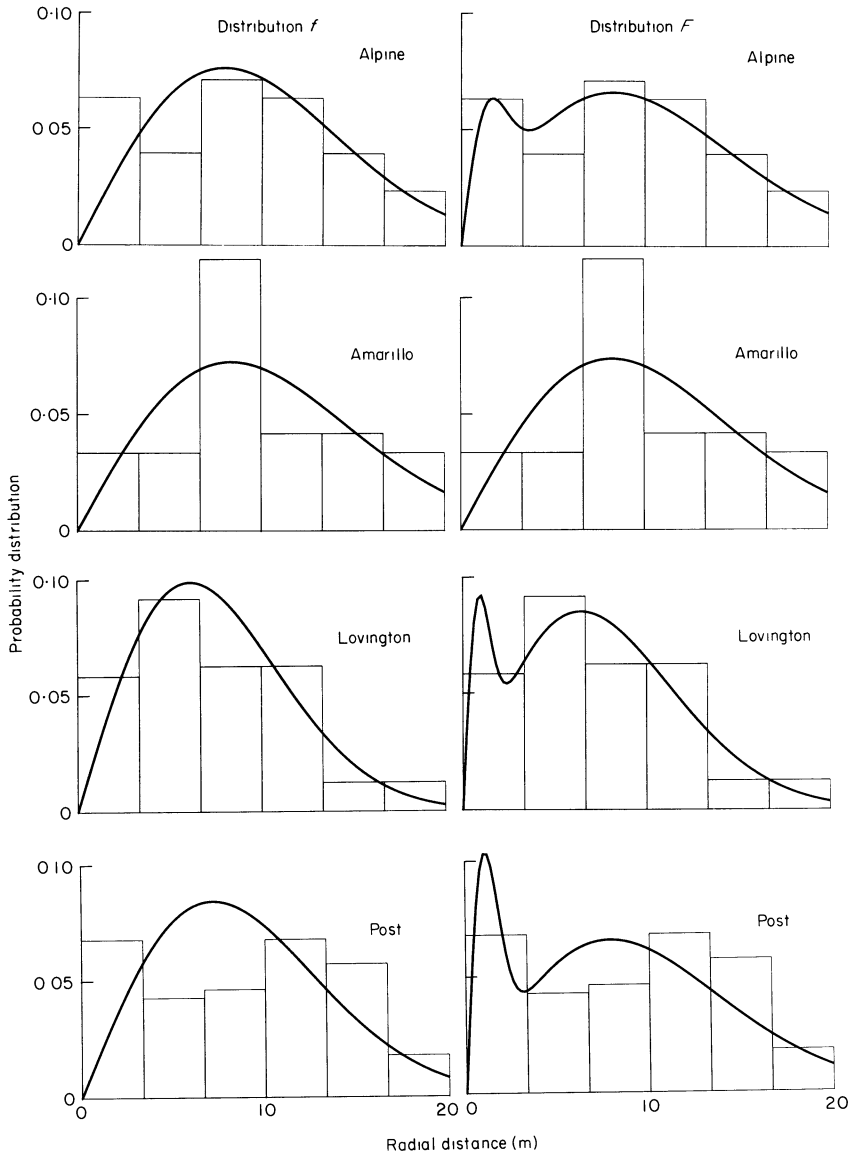 0·10
Distribution f
Alpine
0 05
0
Distribution F
Alpine
0·10
Amarillo
0·05
0
Amarillo
Probability distribution
0·10
Lovington
0·05
0
Lovington
0 10
Post
0 05
0
0
10
20
Post
0
0
10
20
Radial distance (m)